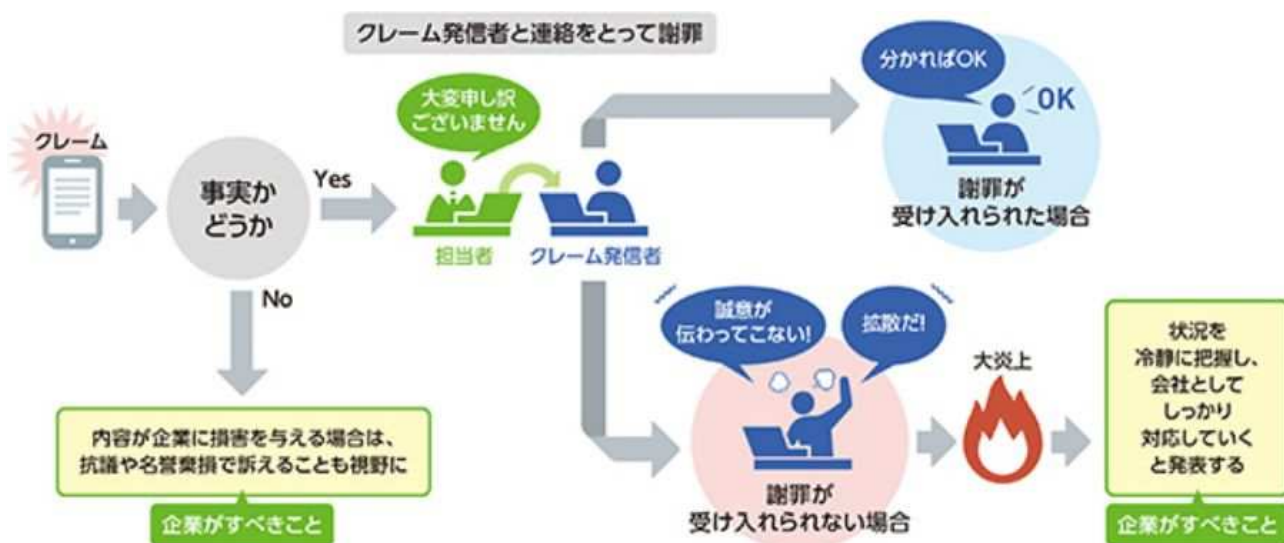 クレーム発信者と連絡をとって謝罪
クレーム
事実か
どうか
Yes
No
大変申し訳
ございません
担当者
クレーム発信者
分かればOK
OK
謝罪が
受け入れられた場合
誠意が
伝わってこない!
拡散だ!
謝罪が
受け入れられない場合
大炎上
状況を
冷静に把握し、
会社として
しっかり
対応していく
と発表する
企業がすべきこと
内容が企業に損害を与える場合は、
抗議や名誉棄損で訴えることも視野に
企業がすべきこと